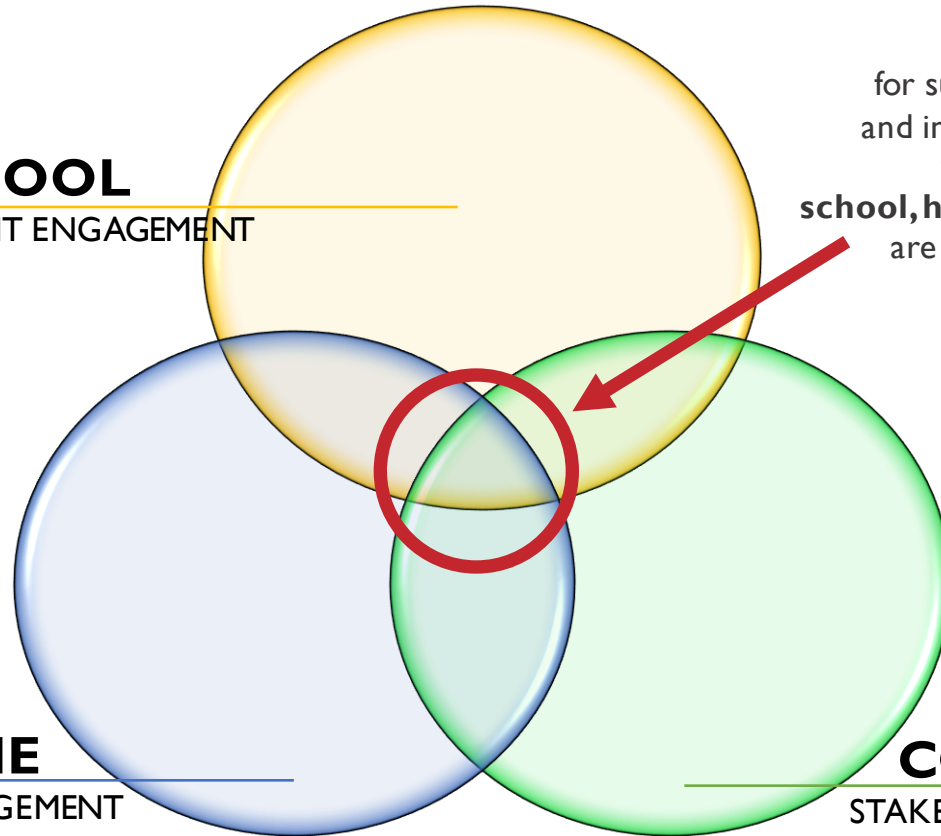 for su
and in
OOL
T ENGAGEMENT
school, h
are
GEMENT
STAKE